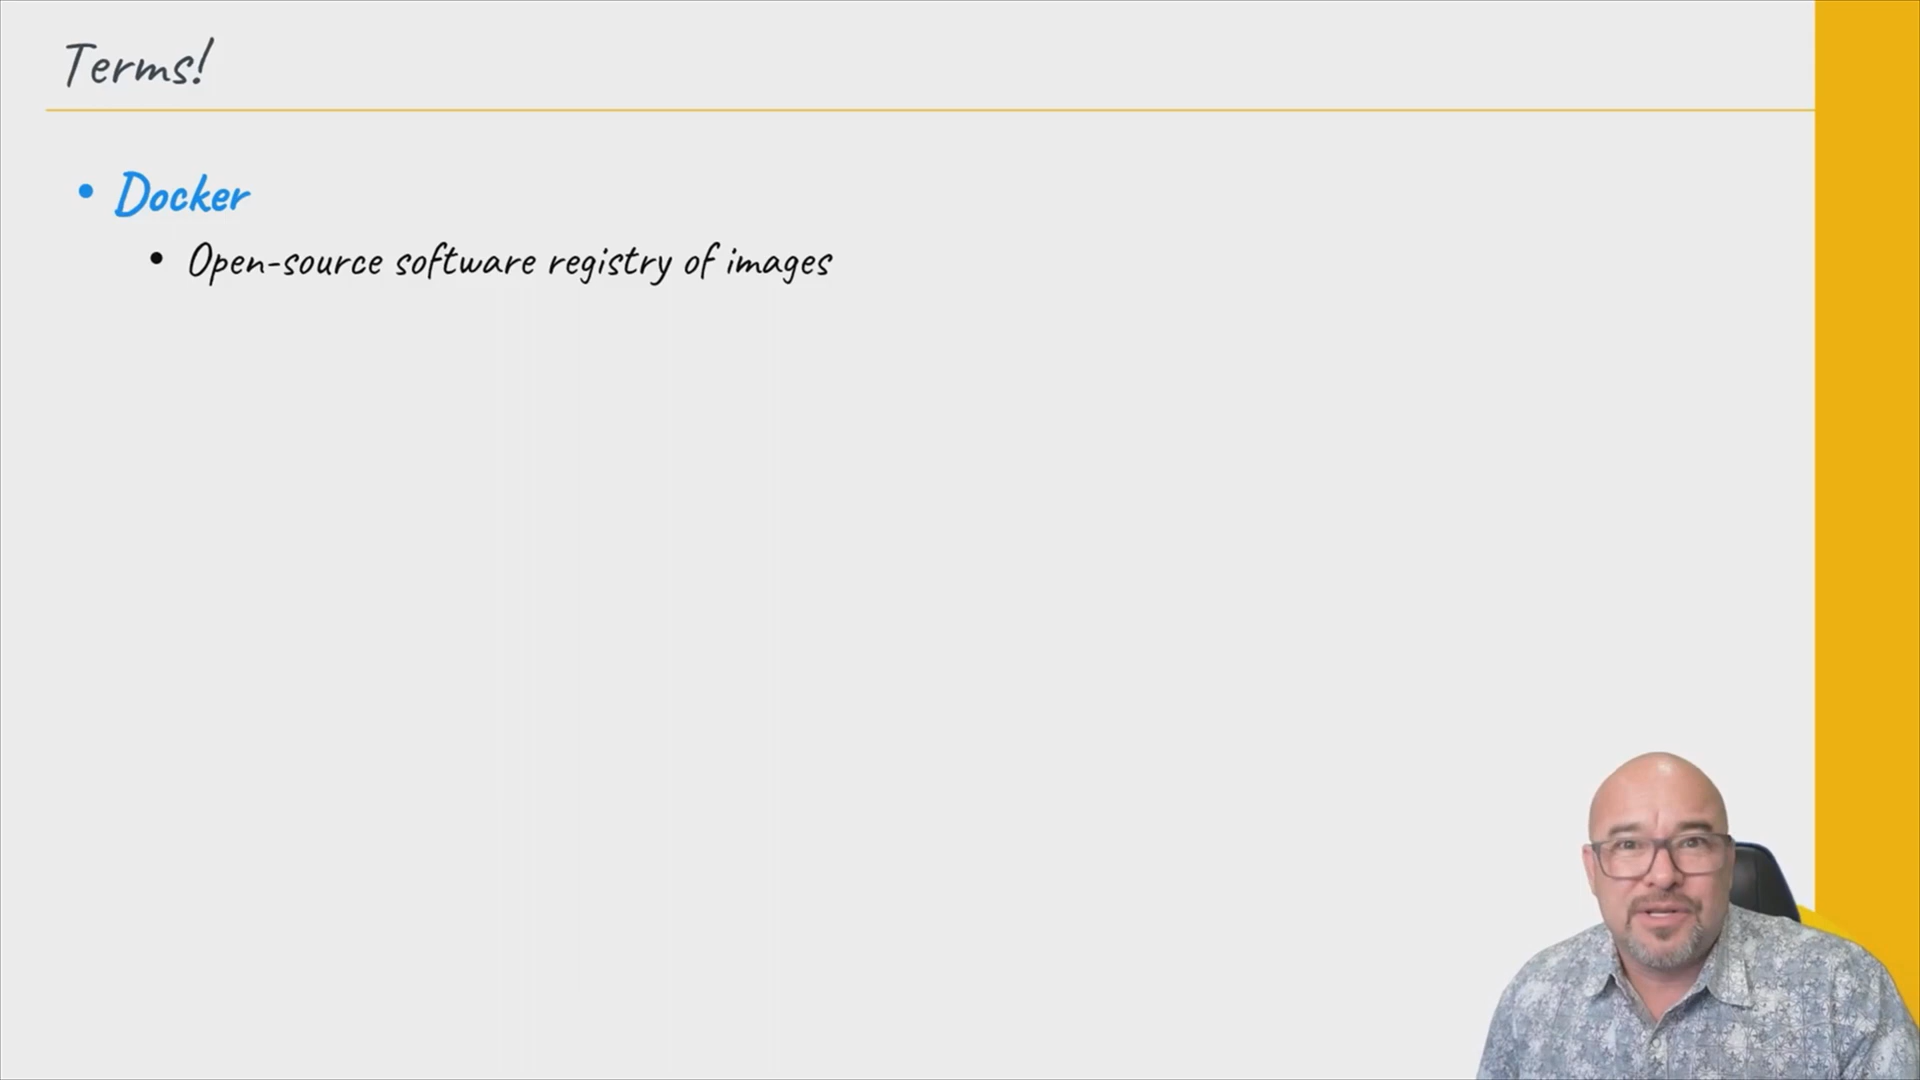 Terms!
• Docker
• Open-source software registry of images